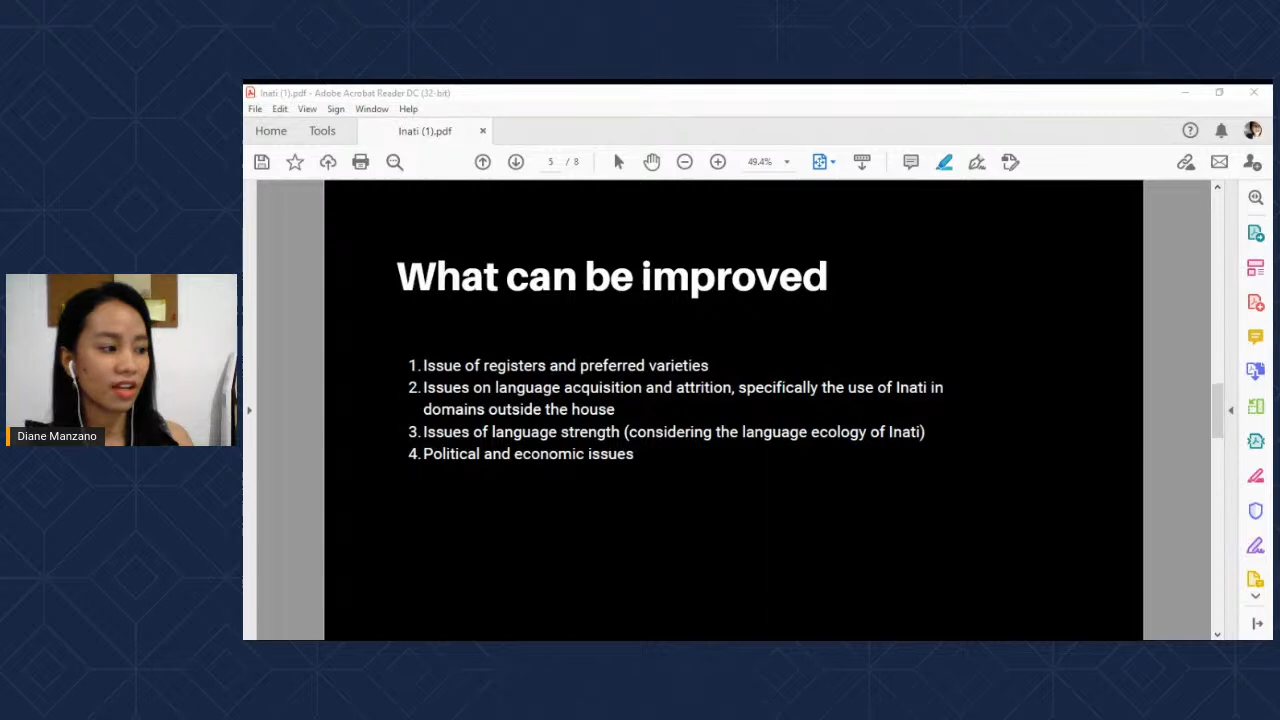 Inati (1).pdf - Adobe Acrobat Reader DC (32-bit)
File Edit View Sign Window Help
Home Tools Inati (1).pdf
5 / 8 49.4%
What can be improved
1. Issue of registers and preferred varieties
2. Issues on language acquisition and attrition, specifically the use of Inati in
domains outside the house
3. Issues of language strength (considering the language ecology of Inati)
4. Political and economic issues
Diane Manzano